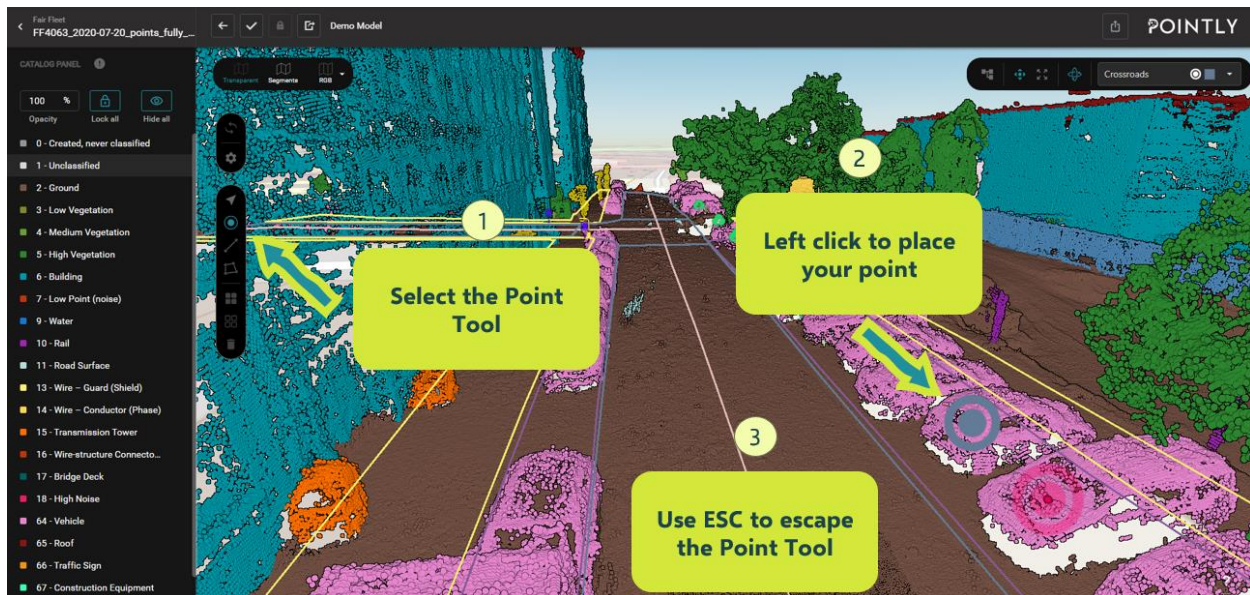 Fair Fleet
FF4063_2020-07-20_points_fully_...
Demo Model
POINTLY
CATALOG PANEL
Transparent Segments RGB
Crossroads
100 %
Opacity Lock all Hide all
0 - Created, never classified
1 - Unclassified
2 - Ground
3 - Low Vegetation
4 - Medium Vegetation
5 - High Vegetation
6 - Building
7 - Low Point (noise)
9 - Water
10 - Rail
11 - Road Surface
13 - Wire – Guard (Shield)
14 - Wire – Conductor (Phase)
15 - Transmission Tower
16 - Wire-structure Connecto...
17 - Bridge Deck
18 - High Noise
64 - Vehicle
65 - Roof
66 - Traffic Sign
67 - Construction Equipment
1
Select the Point
Tool
2
Left click to place
your point
3
Use ESC to escape
the Point Tool